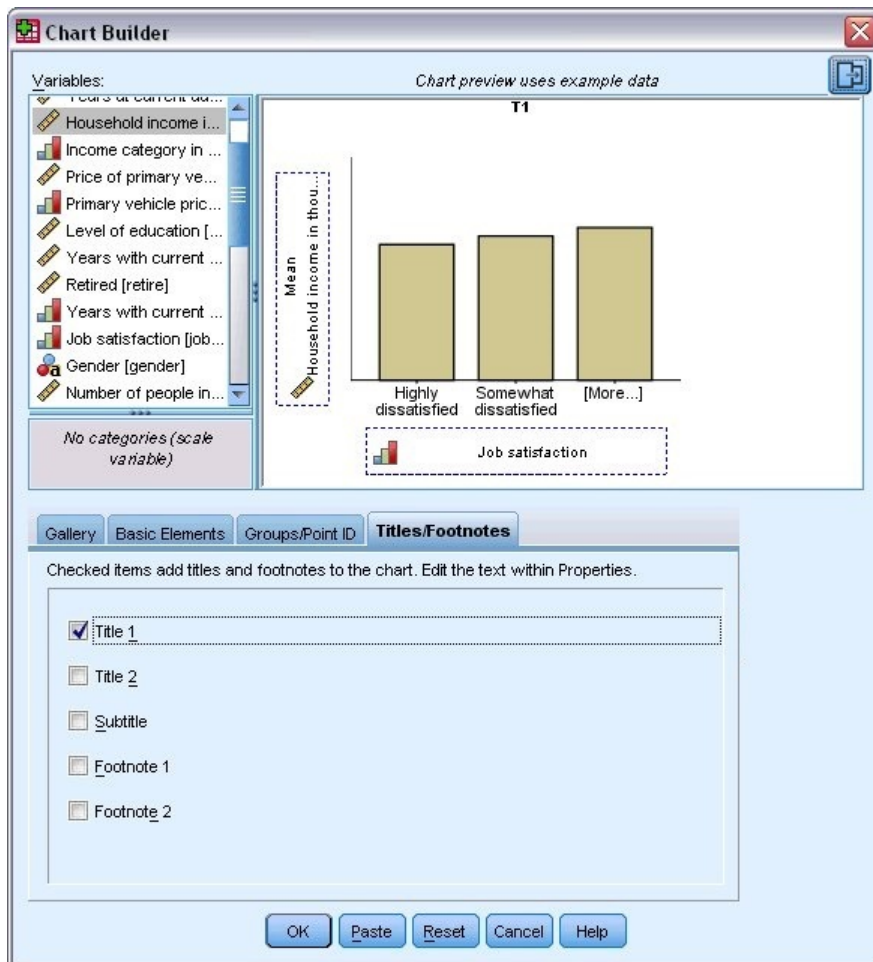 Chart Builder
Variables:
Chart preview uses example data
Household income i...
Income category in ...
Price of primary ve...
Primary vehicle pric...
Level of education [...
Years with current ...
Retired [retire]
Years with current ...
Job satisfaction [job...
Gender [gender]
Number of people in...
No categories (scale
variable)
T1
Mean
Household income in thou...
Highly
dissatisfied
Somewhat
dissatisfied
[More...]
Job satisfaction
Gallery
Basic Elements
Groups/Point ID
Titles/Footnotes
Checked items add titles and footnotes to the chart. Edit the text within Properties.
Title 1
Title 2
Subtitle
Footnote 1
Footnote 2
OK
Paste
Reset
Cancel
Help